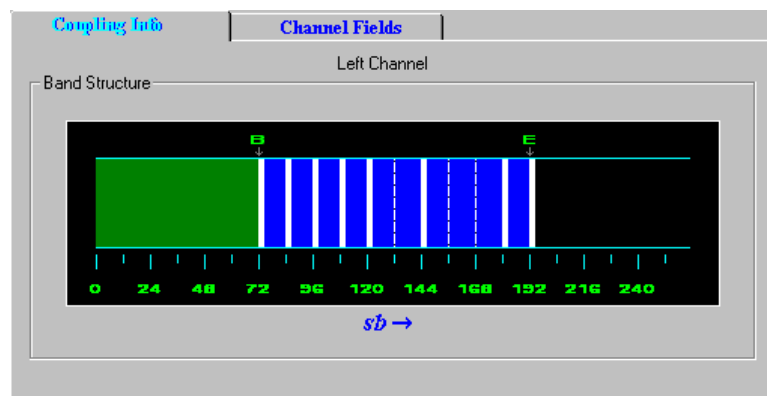 Coupling Info Channel Fields
Left Channel
Band Structure
B E
0 24 48 72 96 120 144 168 192 216 240
sb →